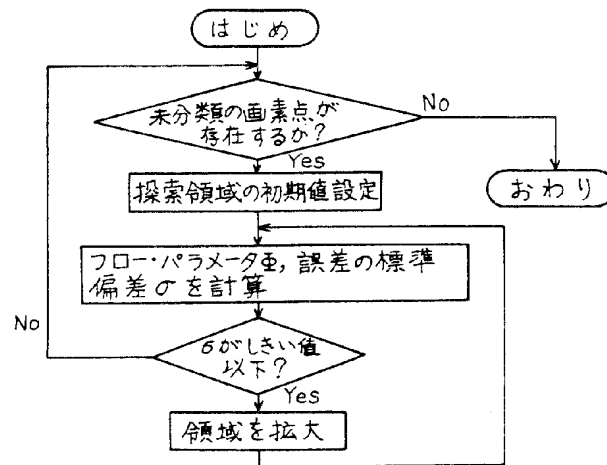 はじめ
未分類の画素点が
存在するか?
No
Yes
おわり
探索領域の初期値設定
フロー・パラメータ亜, 誤差の標準
偏差σを計算
No
σがしきい値
以下?
Yes
領域を拡大